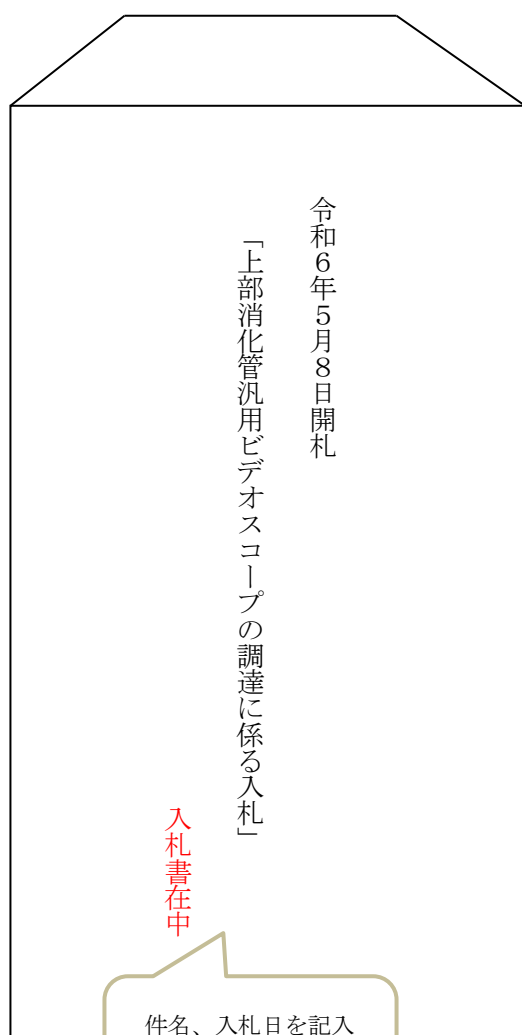 令和６年５月８日開札
「上部消化管汎用ビデオスコープの調達に係る入札」
入札書在中
件名、入札日を記入